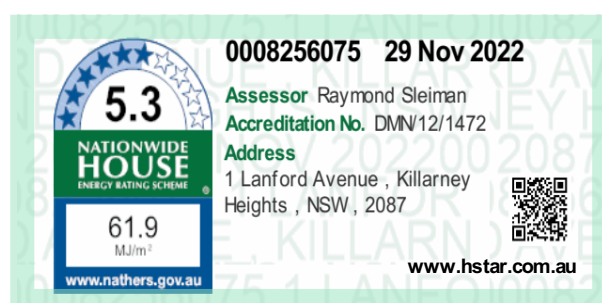 0008256075 29 Nov 2022
5.3
Assessor Raymond Sleiman
Accreditation No. DMN/12/1472
NATIONWIDE
HOUSE
ENERGY RATING SCHEME ®
Address
1 Lanford Avenue , Killarney
Heights , NSW , 2087
61.9
MJ/m²
www.nathers.gov.au
www.hstar.com.au